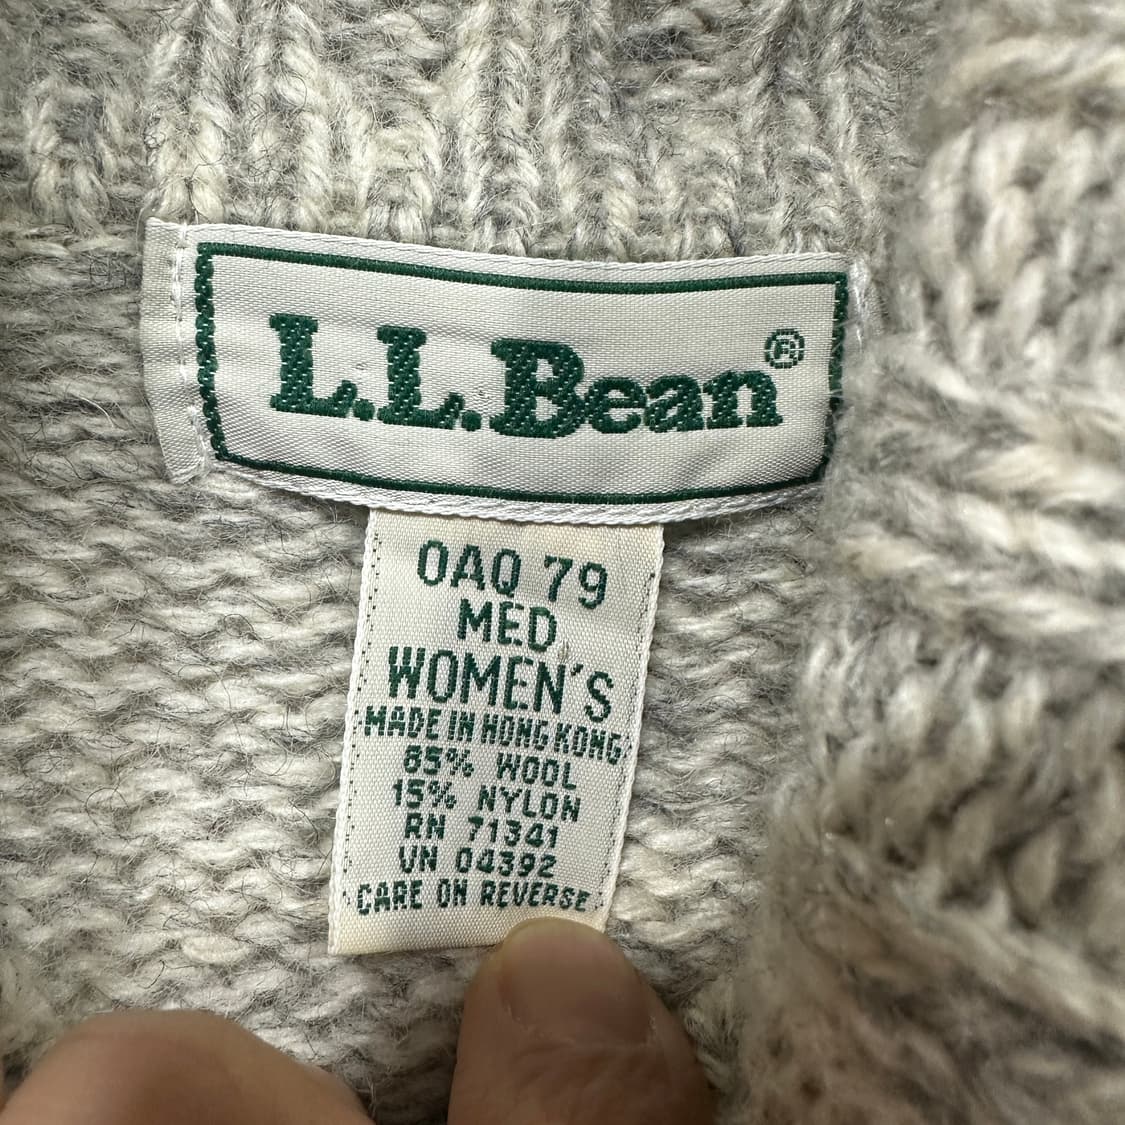 L.L.Bean®
0AQ 79
MED
WOMEN'S
MADE IN HONG KONG
85% WOOL
15% NYLON
RN 71341
UN 04392
CARE ON REVERSE